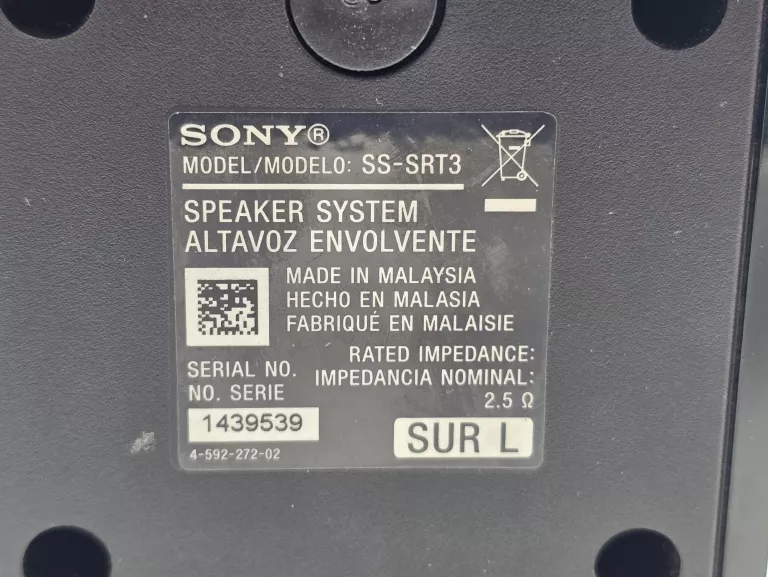 SONY®
MODEL/MODELO: SS-SRT3
SPEAKER SYSTEM
ALTAVOZ ENVOLVENTE
MADE IN MALAYSIA
HECHO EN MALASIA
FABRIQUÉ EN MALAISIE
RATED IMPEDANCE:
IMPEDANCIA NOMINAL:
2.5 Ω
SERIAL NO.
NO. SERIE
1439539
SUR L
4-592-272-02